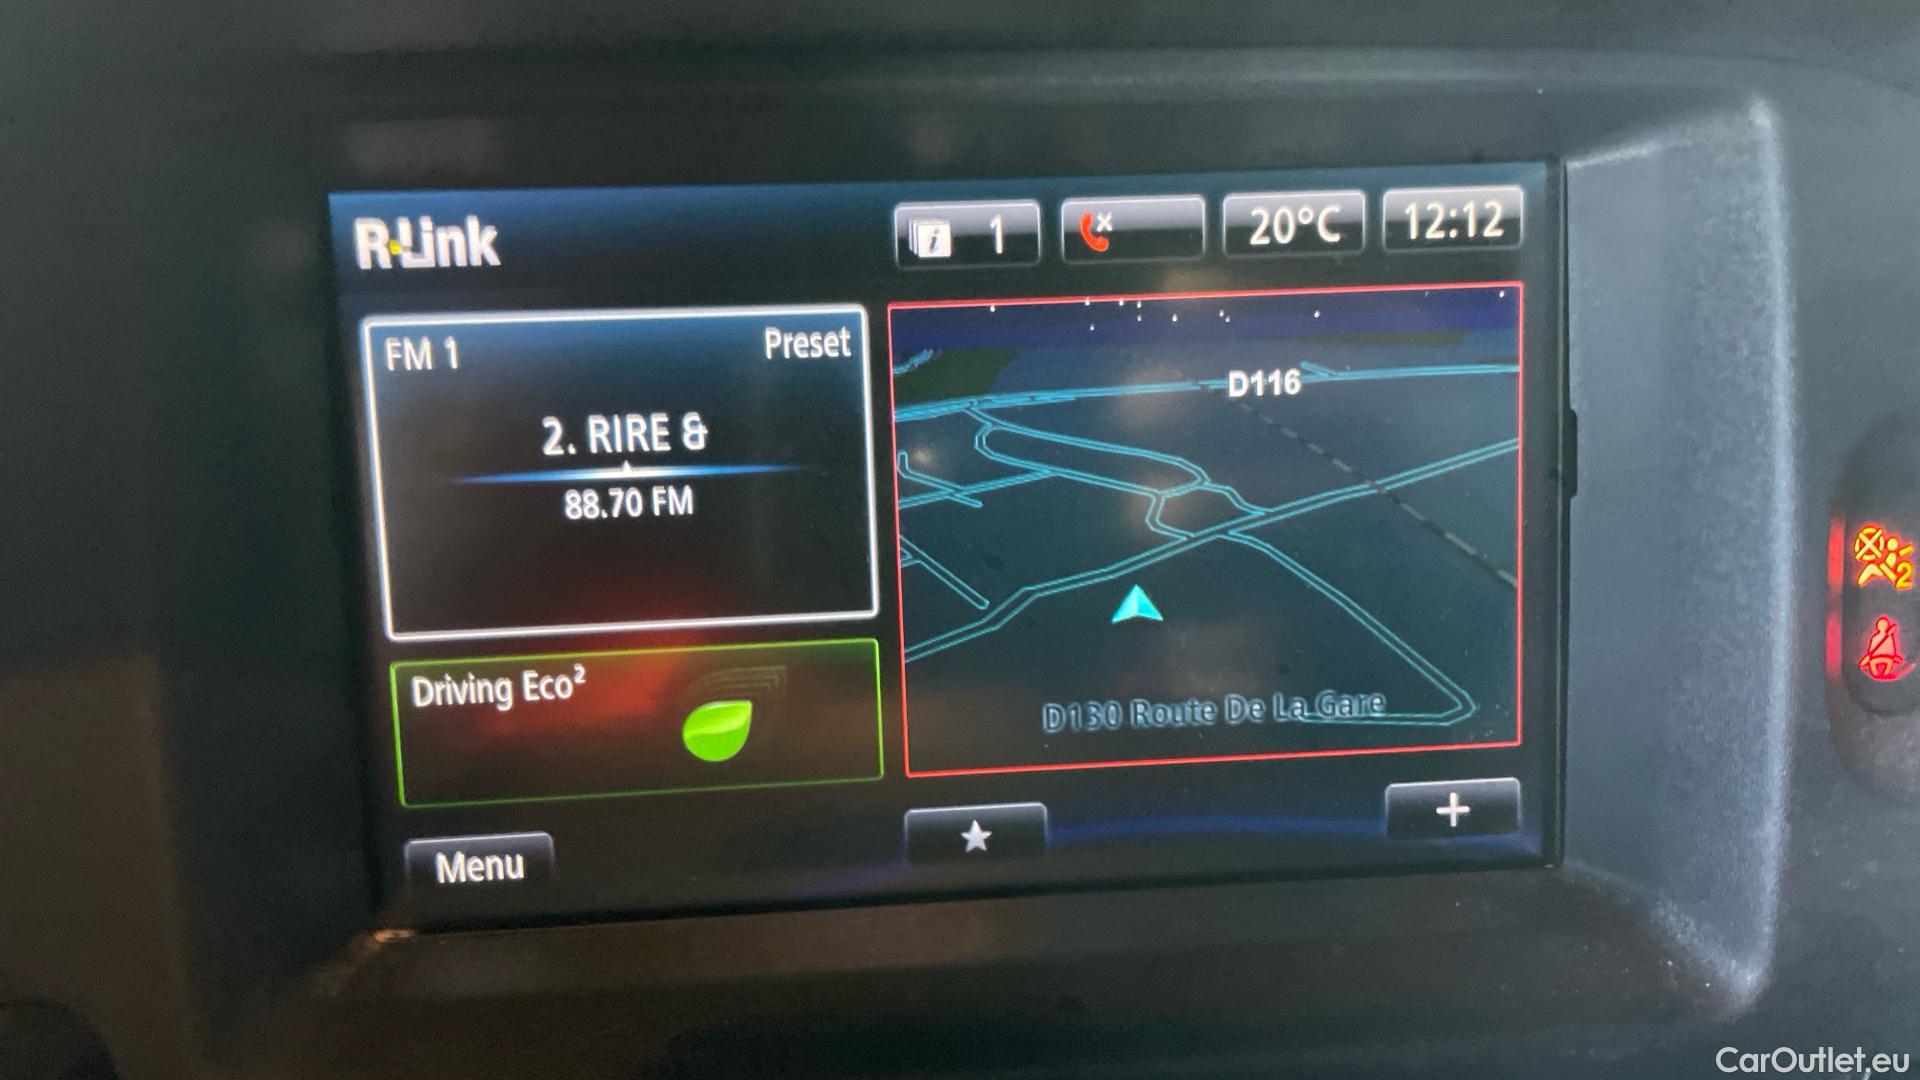 R-Link
1
20°C
12:12
FM 1
Preset
2. RIRE &
88.70 FM
Driving Eco²
Menu
D116
D130 Route De La Gare
2
CarOutlet.eu